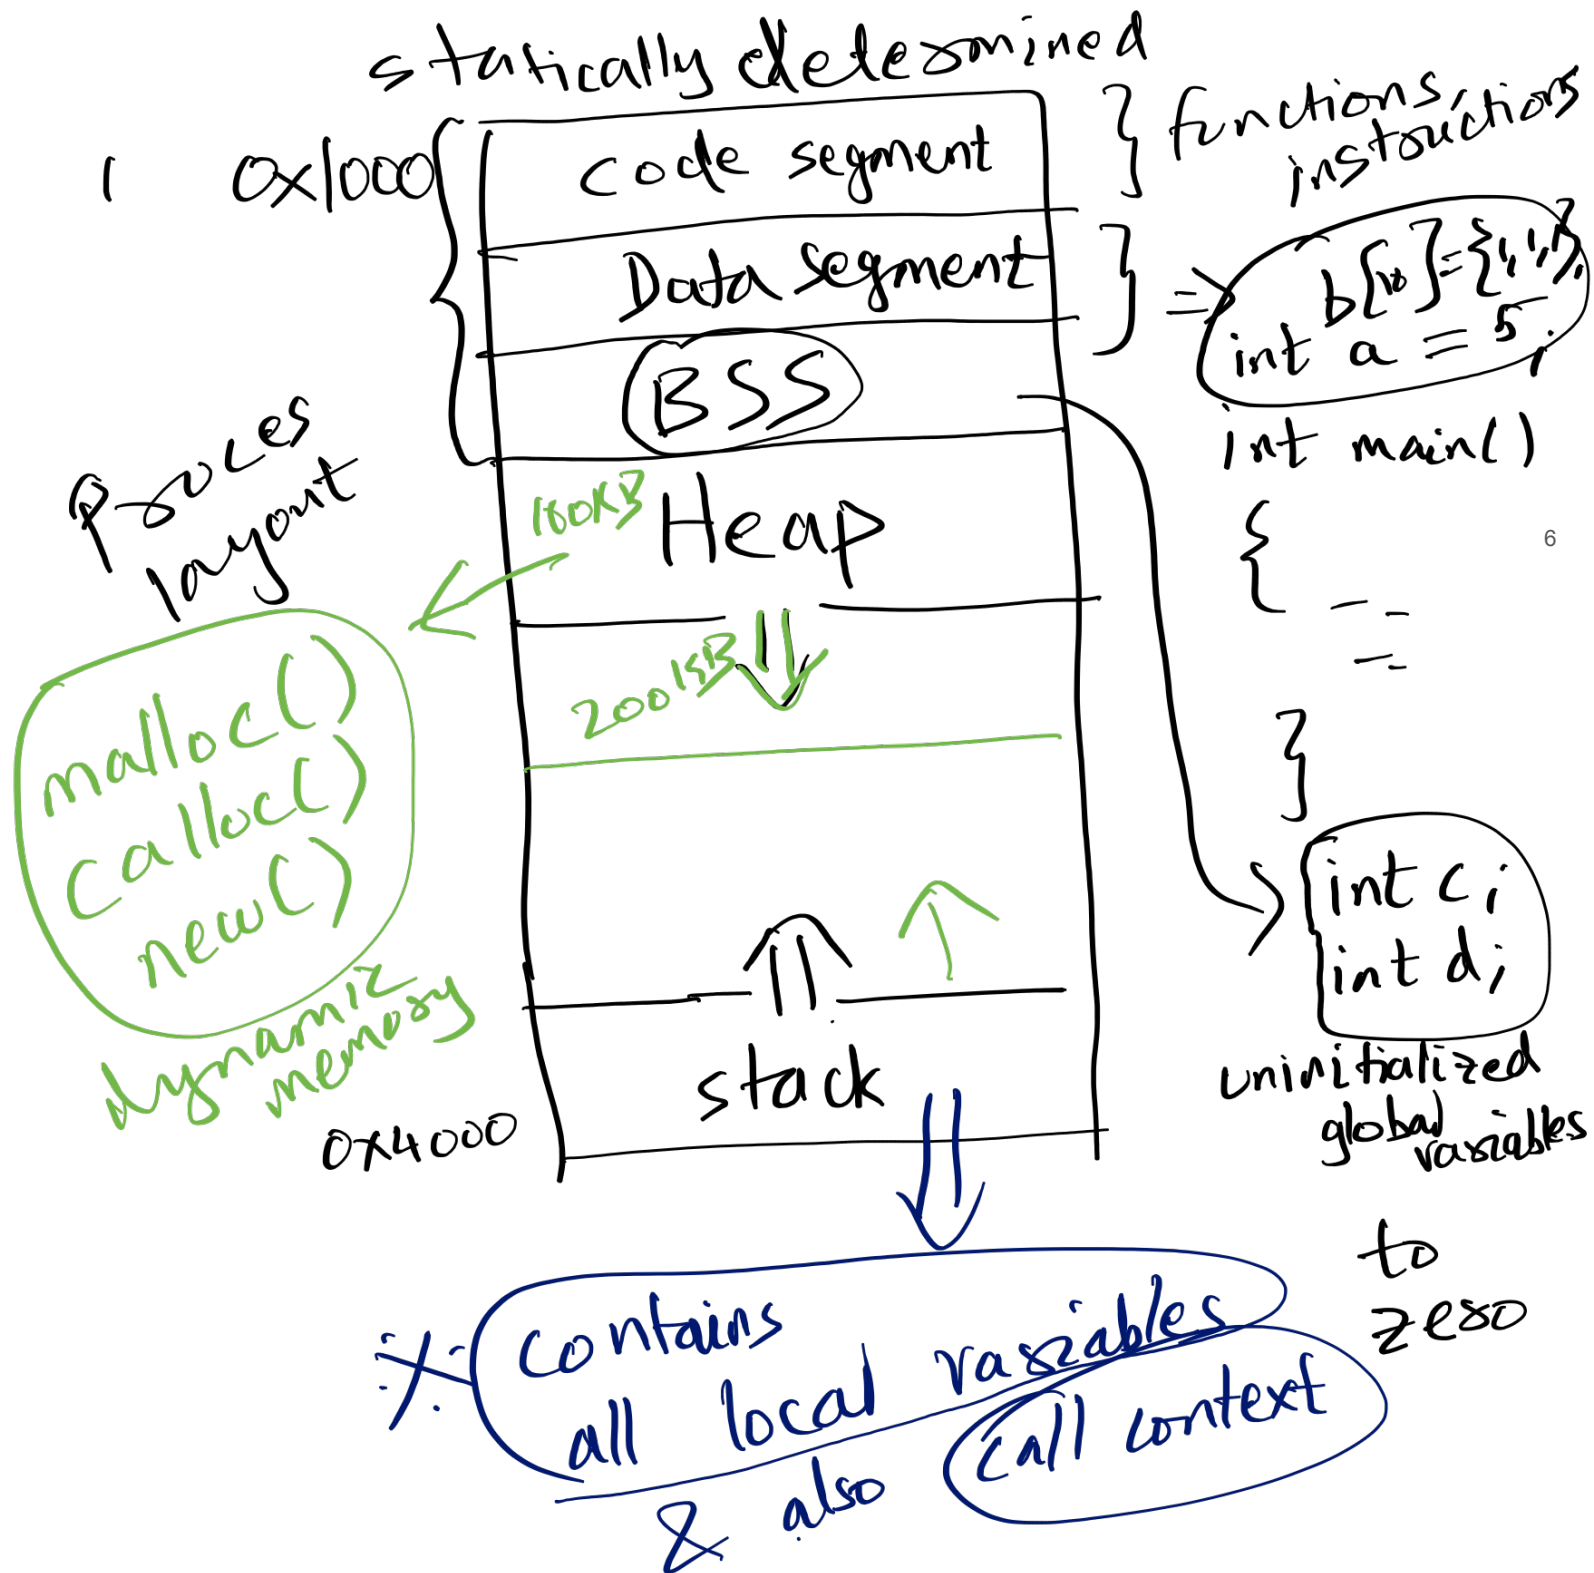 statically determined
0x1000
code segment
} functions,
instructions
Data segment
} =>
b[10]={1,1,1};
int a = 5;
BSS
int main()
{
}
Proces
layout
100KB
Heap
200KB
malloc()
calloc()
new()
dynamic
memory
int c;
int d;
uninitialized
global
variables
to
zero
stack
0x4000
contains
all local variables
& also call context
6